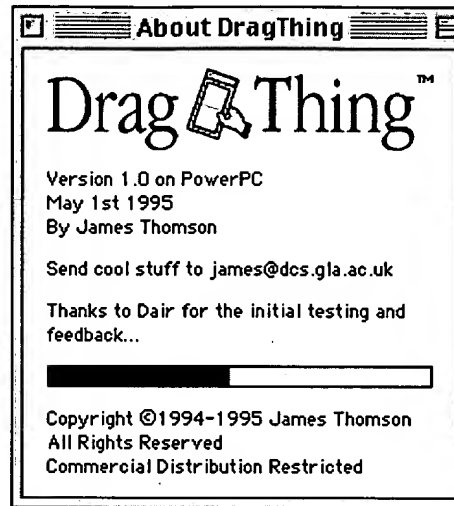 About DragThing
Drag Thing™
Version 1.0 on PowerPC
May 1st 1995
By James Thomson
Send cool stuff to james@dcs.gla.ac.uk
Thanks to Dair for the initial testing and
feedback...
Copyright ©1994-1995 James Thomson
All Rights Reserved
Commercial Distribution Restricted